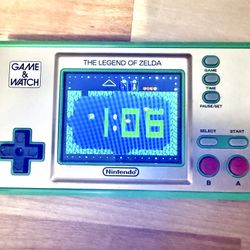 THE LEGEND OF ZELDA
GAME
&
WATCH
GAME
TIME
PAUSE/SET
1:06
SELECT
START
Nintendo
B
A